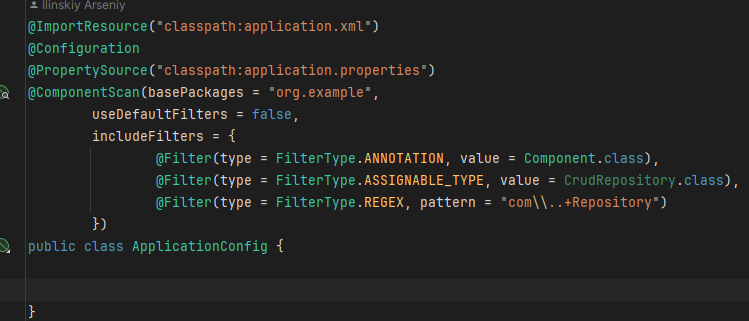 Ilinskiy Arseniy
@ImportResource("classpath:application.xml")
@Configuration
@PropertySource("classpath:application.properties")
@ComponentScan(basePackages = "org.example",
        useDefaultFilters = false,
        includeFilters = {
                @Filter(type = FilterType.ANNOTATION, value = Component.class),
                @Filter(type = FilterType.ASSIGNABLE_TYPE, value = CrudRepository.class),
                @Filter(type = FilterType.REGEX, pattern = "com\\..+Repository")
        })
public class ApplicationConfig {
}